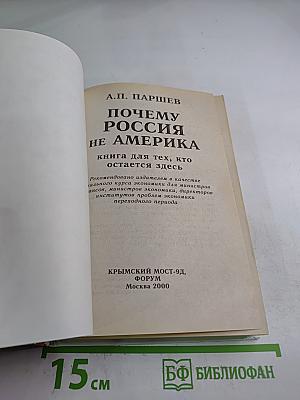 А.П. ПАРШЕВ
ПОЧЕМУ
РОССИЯ
НЕ АМЕРИКА
книга для тех, кто
остается здесь
Рекомендовано издателем в качестве
курса экономики для министров
министров экономики, директоров
институтов проблем экономики
переходного периода
КРЫМСКИЙ МОСТ-9Д,
ФОРУМ
Москва 2000
15 см
БФ БИБЛИОФАН